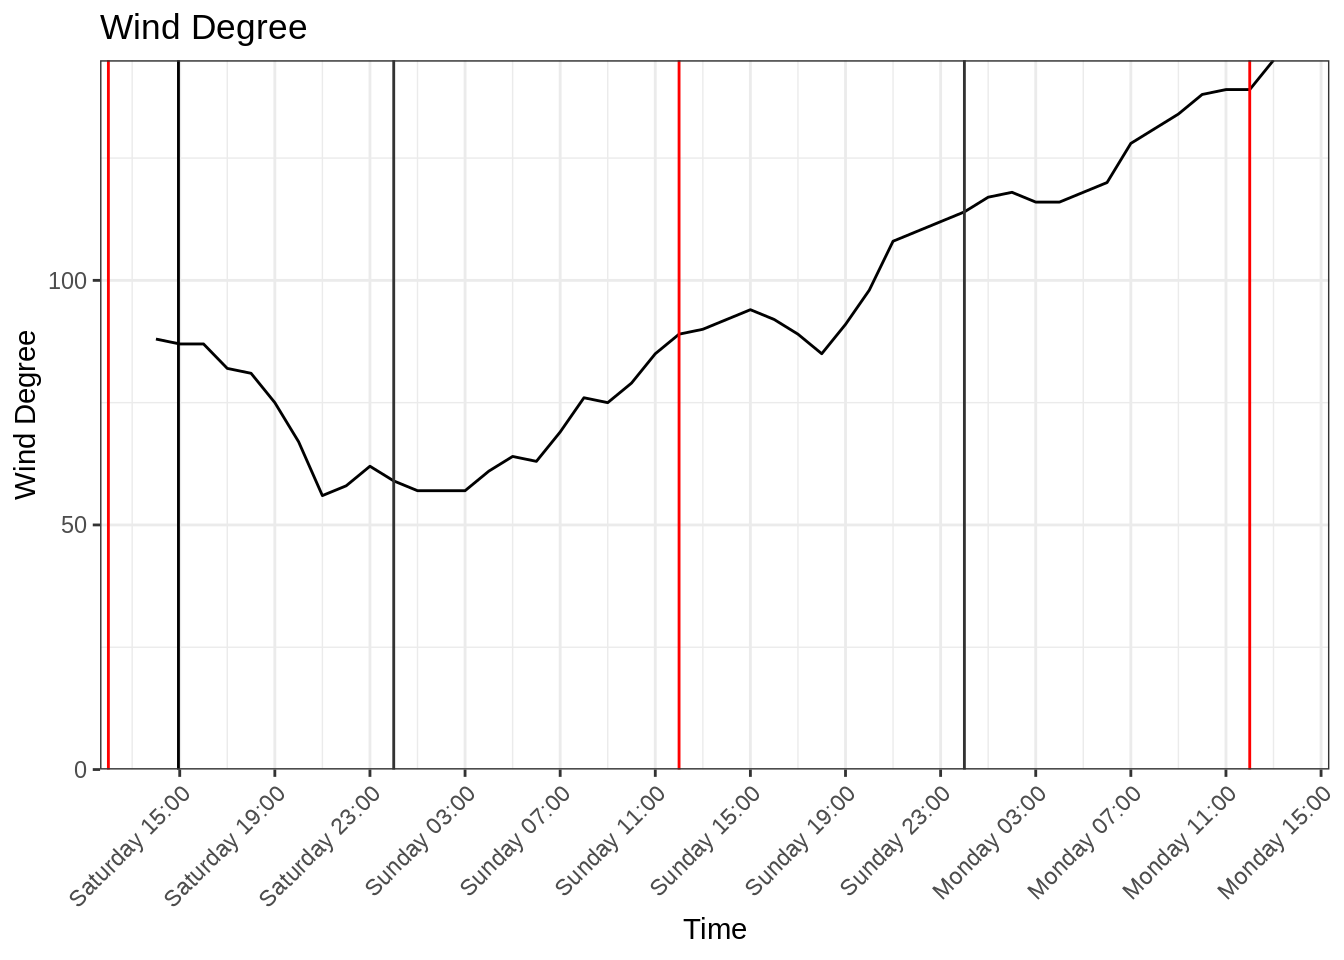 Wind Degree
Wind Degree
100
50
0
Saturday 15:00
Saturday 19:00
Saturday 23:00
Sunday 03:00
Sunday 07:00
Sunday 11:00
Sunday 15:00
Sunday 19:00
Sunday 23:00
Monday 03:00
Monday 07:00
Monday 11:00
Monday 15:00
Time